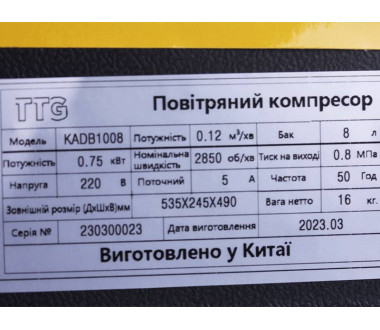 TTG Повітряний компресор
Модель KADB1008 Потужність 0.12 м³/хв Бак 8 л
Потужність 0.75 кВт Номінальна швидкість 2850 об/хв Тиск на виході 0.8 МПа
Напруга 220 В Поточний 5 А Частота 50 Год
Зовнішній розмір (ДхШхВ)мм 535X245X490 Вага нетто 16 кг
Серія № 230300023 Дата виготовлення 2023.03
Виготовлено у Китаї